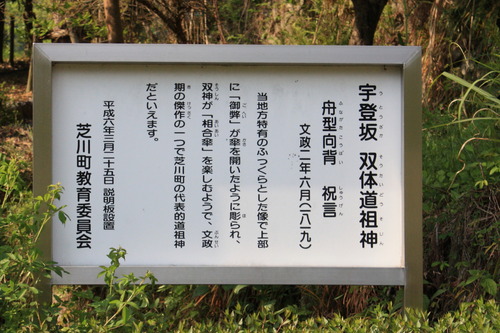 宇登坂 双体道祖神
舟型向背 祝言
文政二年六月(一八一九)
当地方特有のふっくらとした像で上部
に「御幣」が傘を開いたように彫られ、
双神が「相合傘」を楽しむようで、文政
期の傑作の一つで芝川町の代表的道祖神
だといえます。
平成六年三月二十五日 説明板設置
芝川町教育委員会